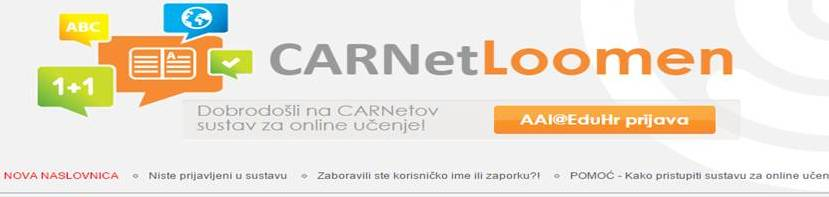 ABC
A
1+1
CARNetLoomen
Dobrodošli na CARNetov
sustav za online učenje!
AAI@EduHr prijava
NOVA NASLOVNICA ∘ Niste prijavljeni u sustavu ∘ Zaboravili ste korisničko ime ili zaporku?! ∘ POMOĆ - Kako pristupiti sustavu za online učen